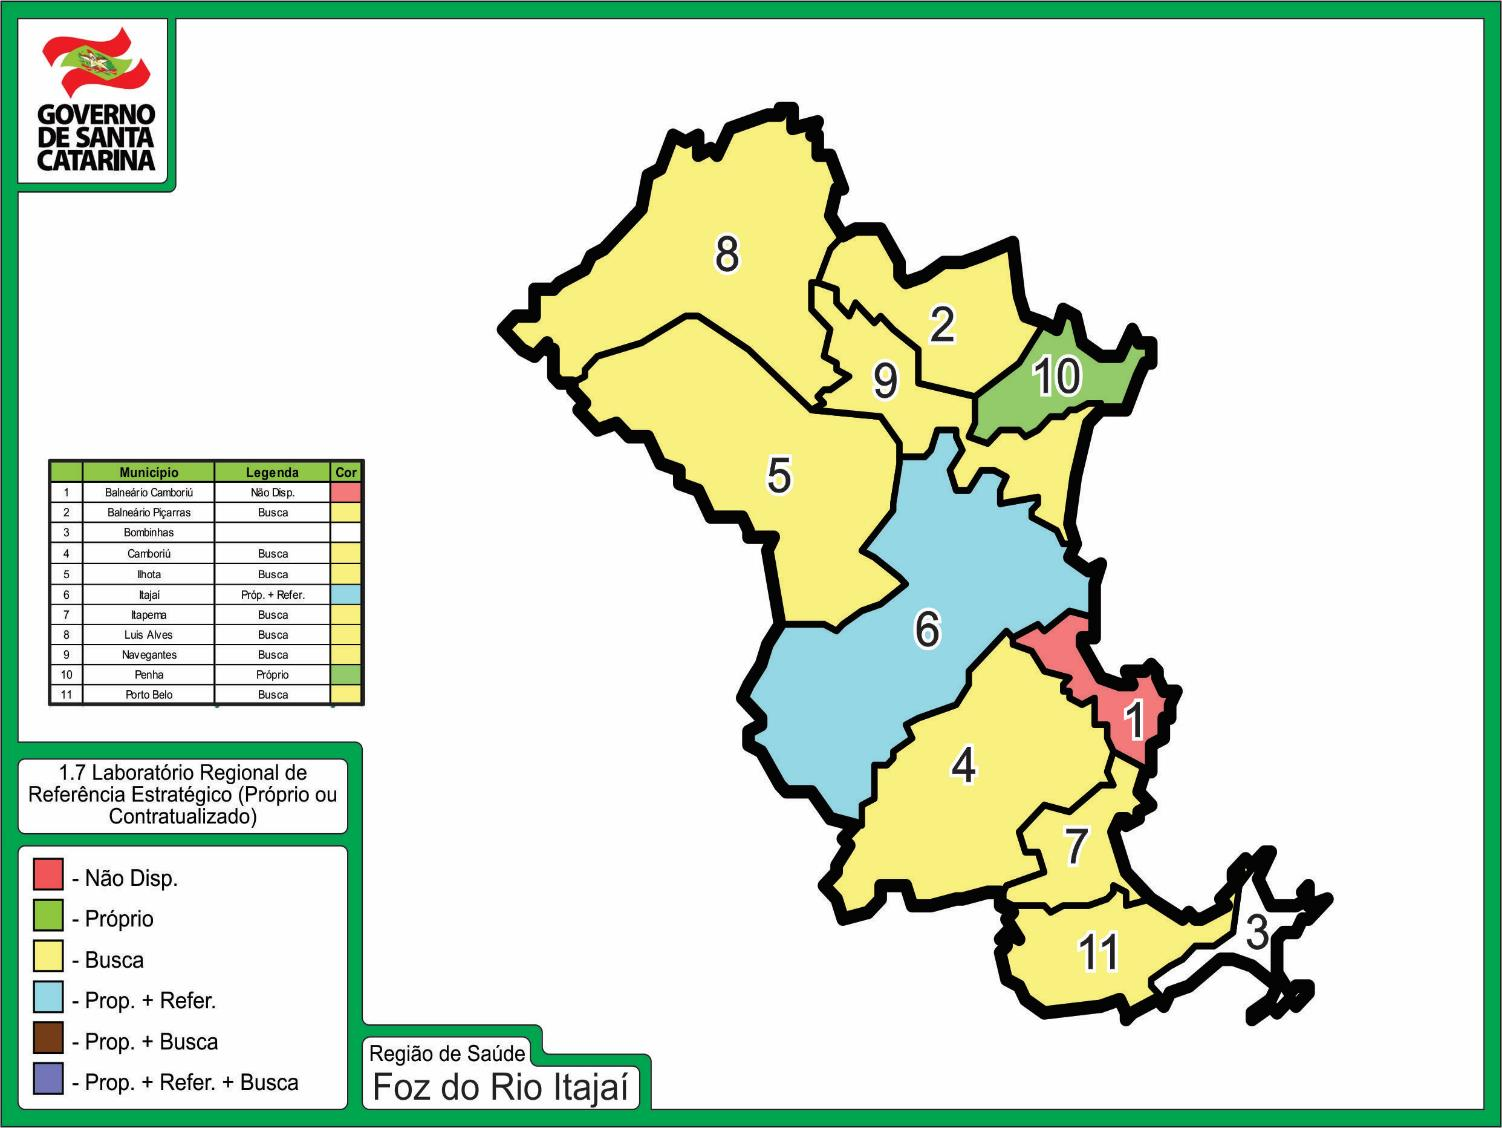 GOVERNO
DE SANTA
CATARINA
8
2
10
9
5
6
1
4
7
3
11
Município Legenda Cor
1 Balneário Camboriú Não Disp.
2 Balneário Piçarras Busca
3 Bombinhas
4 Camboriú Busca
5 Ilhota Busca
6 Itajaí Próp. + Refer.
7 Itapema Busca
8 Luis Alves Busca
9 Navegantes Busca
10 Penha Próprio
11 Porto Belo Busca
1.7 Laboratório Regional de
Referência Estratégico (Próprio ou
Contratualizado)
- Não Disp.
- Próprio
- Busca
- Prop. + Refer.
- Prop. + Busca
- Prop. + Refer. + Busca
Região de Saúde
Foz do Rio Itajaí